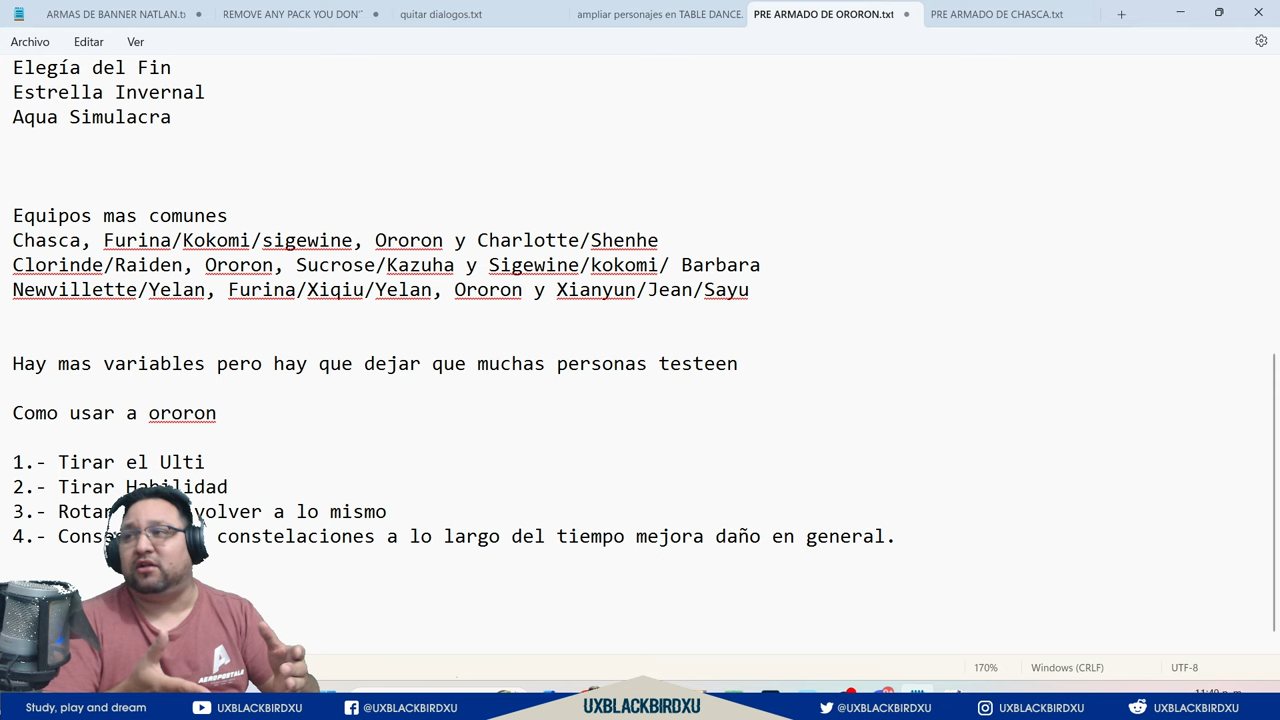 ARMAS DE BANNER NATLAN.t
REMOVE ANY PACK YOU DON'
quitar dialogos.txt
ampliar personajes en TABLE DANCE.
PRE ARMADO DE ORORON.txt
PRE ARMADO DE CHASCA.txt
Archivo Editar Ver
Elegía del Fin
Estrella Invernal
Aqua Simulacra
Equipos mas comunes
Chasca, Furina/Kokomi/sigewine, Ororon y Charlotte/Shenhe
Clorinde/Raiden, Ororon, Sucrose/Kazuha y Sigewine/kokomi/ Barbara
Newvillette/Yelan, Furina/Xiqiu/Yelan, Ororon y Xianyun/Jean/Sayu
Hay mas variables pero hay que dejar que muchas personas testeen
Como usar a ororon
1.- Tirar el Ulti
2.- Tirar Habilidad
3.- Rotar volver a lo mismo
4.- constelaciones a lo largo del tiempo mejora daño en general.
AEROPOSTALE
170% Windows (CRLF) UTF-8
Study, play and dream
UXBLACKBIRDXU
@UXBLACKBIRDXU
UXBLACKBIRDXU
@UXBLACKBIRDXU
UXBLACKBIRDXU
UXBLACKBIRDXU